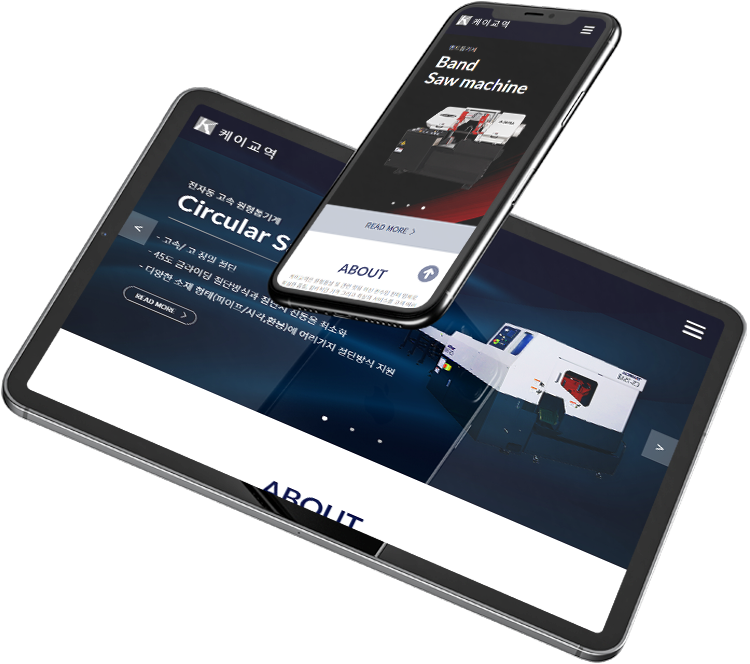 케이교역
밴드톱기계
Band
Saw machine
READ MORE >
ABOUT
케이교역
전자동 고속 원형톱기계
Circular S
- 고속/ 고 정밀 절단
- 45도 글라이딩 절단방식과 절단시 진동을 최소화
- 다양한 소재 형태(파이프/사각,환봉)에 여러가지 절단방식 지원
READ MORE >
ABOUT